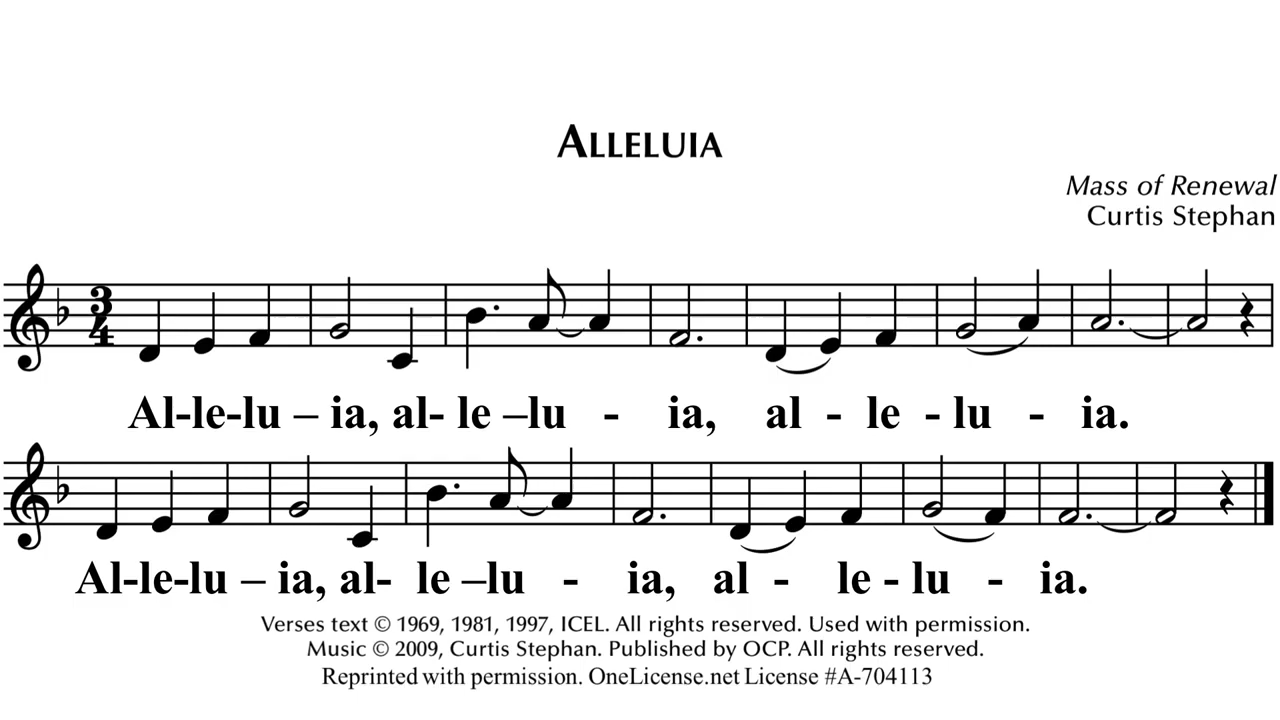 ALLELUIA
Mass of Renewal
Curtis Stephan
3
4
Al-le-lu – ia, al- le –lu - ia, al - le - lu - ia.
Al-le-lu – ia, al- le –lu - ia, al - le - lu - ia.
Verses text © 1969, 1981, 1997, ICEL. All rights reserved. Used with permission.
Music © 2009, Curtis Stephan. Published by OCP. All rights reserved.
Reprinted with permission. OneLicense.net License #A-704113